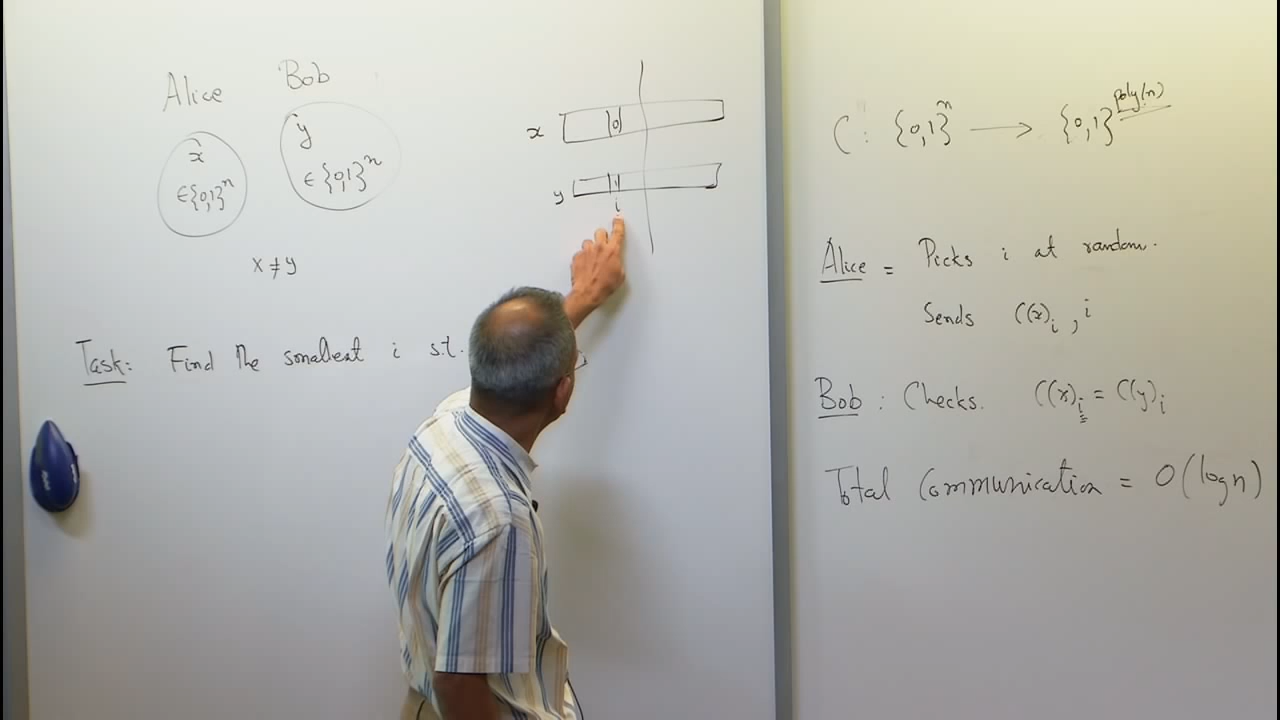 Alice Bob
x
∈{0,1}^n
y
∈{0,1}^n
x ≠ y
Task: Find the smallest i s.t.
x 0
y 1
i
C: {0,1}^n → {0,1}^poly(n)
Alice = Picks i at random.
Sends C(x)_i, i
Bob: Checks. C(x)_i = C(y)_i
Total Communication = O(log n)